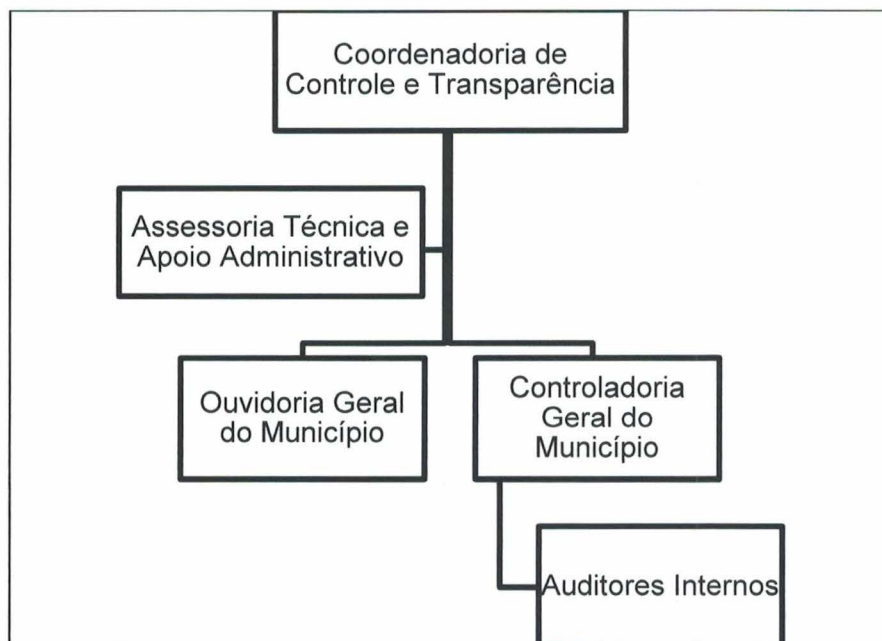 Coordenadoria de
Controle e Transparência
Assessoria Técnica e
Apoio Administrativo
Ouvidoria Geral
do Município
Controladoria
Geral do
Município
Auditores Internos